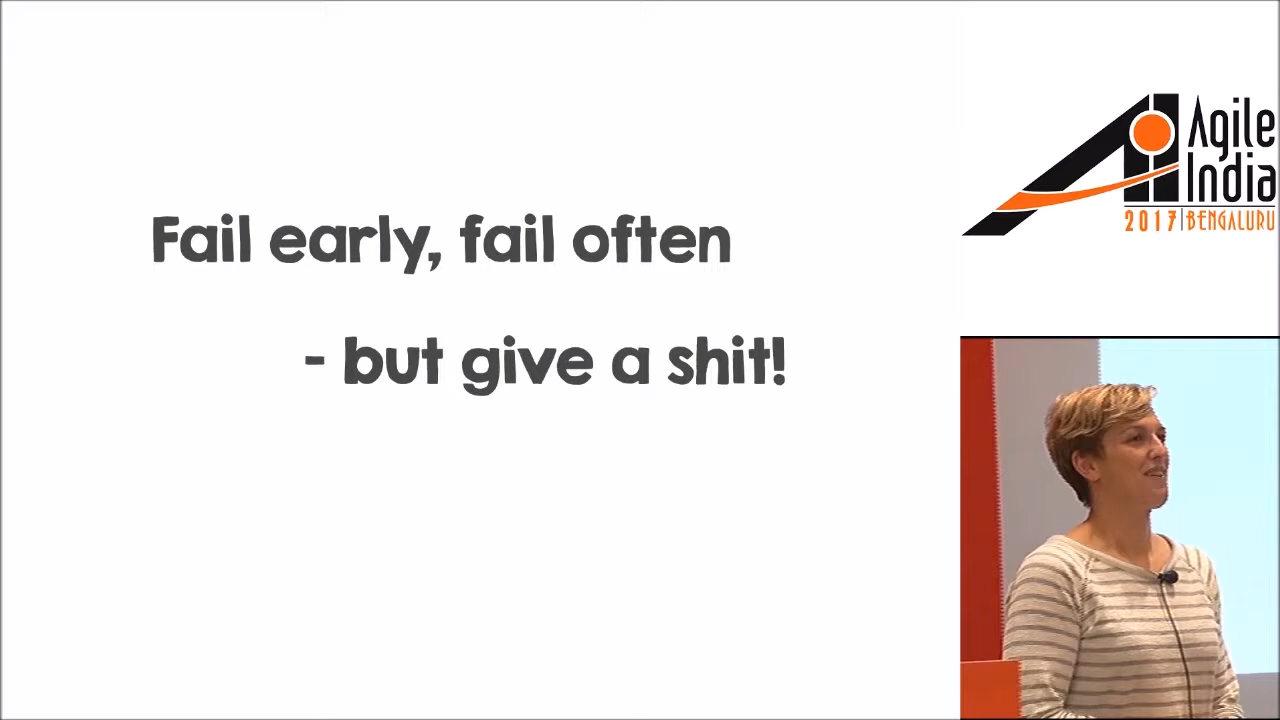 Fail early, fail often
- but give a shit!
Agile
India
2017 | BENGALURU